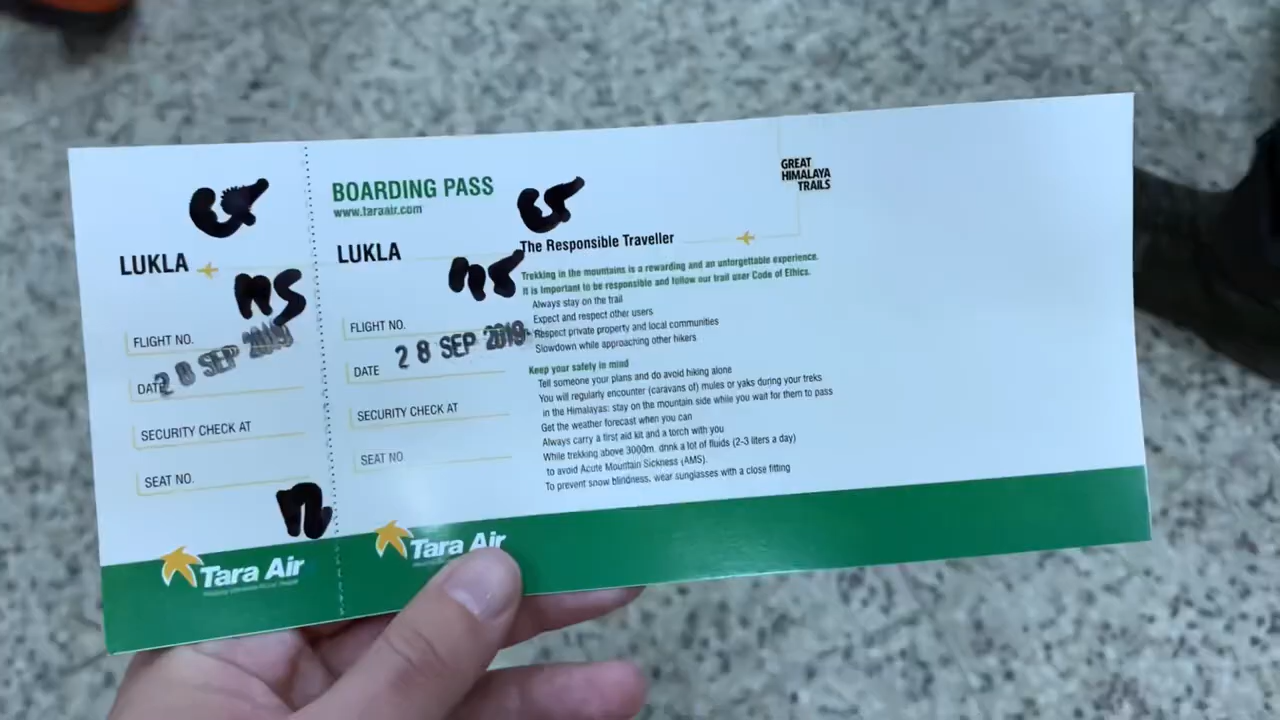 LUKLA
FLIGHT NO.
DATE 28 SEP 2019
SECURITY CHECK AT
SEAT NO.
Tara Air
BOARDING PASS
www.taraair.com
LUKLA
FLIGHT NO.
DATE 28 SEP 2019
SECURITY CHECK AT
SEAT NO
Tara Air
GREAT
HIMALAYA
TRAILS
The Responsible Traveller
Trekking in the mountains is a rewarding and an unforgettable experience.
It is important to be responsible and follow our trail user Code of Ethics.
Always stay on the trail
Expect and respect other users
Respect private property and local communities
Slowdown while approaching other hikers
Keep your safety in mind
Tell someone your plans and do avoid hiking alone
You will regularly encounter (caravans of) mules or yaks during your treks
in the Himalayas: stay on the mountain side while you wait for them to pass
Get the weather forecast when you can
Always carry a first aid kit and a torch with you
While trekking above 3000m. drink a lot of fluids (2-3 liters a day)
to avoid Acute Mountain Sickness (AMS).
To prevent snow blindness, wear sunglasses with a close fitting